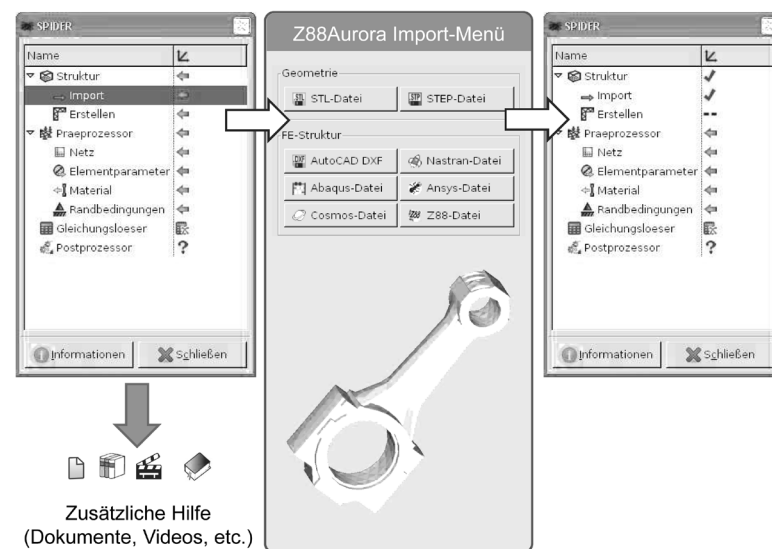 SPIDER
Name
Struktur
Import
Erstellen
Praeprozessor
Netz
Elementparameter
Material
Randbedingungen
Gleichungsloeser
Postprozessor
?
Informationen
Schließen
Zusätzliche Hilfe
(Dokumente, Videos, etc.)
Z88Aurora Import-Menü
Geometrie
STL-Datei
STEP-Datei
FE-Struktur
AutoCAD DXF
Nastran-Datei
Abaqus-Datei
Ansys-Datei
Cosmos-Datei
Z88-Datei
SPIDER
Name
Struktur
Import
Erstellen
--
Praeprozessor
Netz
Elementparameter
Material
Randbedingungen
Gleichungsloeser
Postprozessor
?
Informationen
Schließen